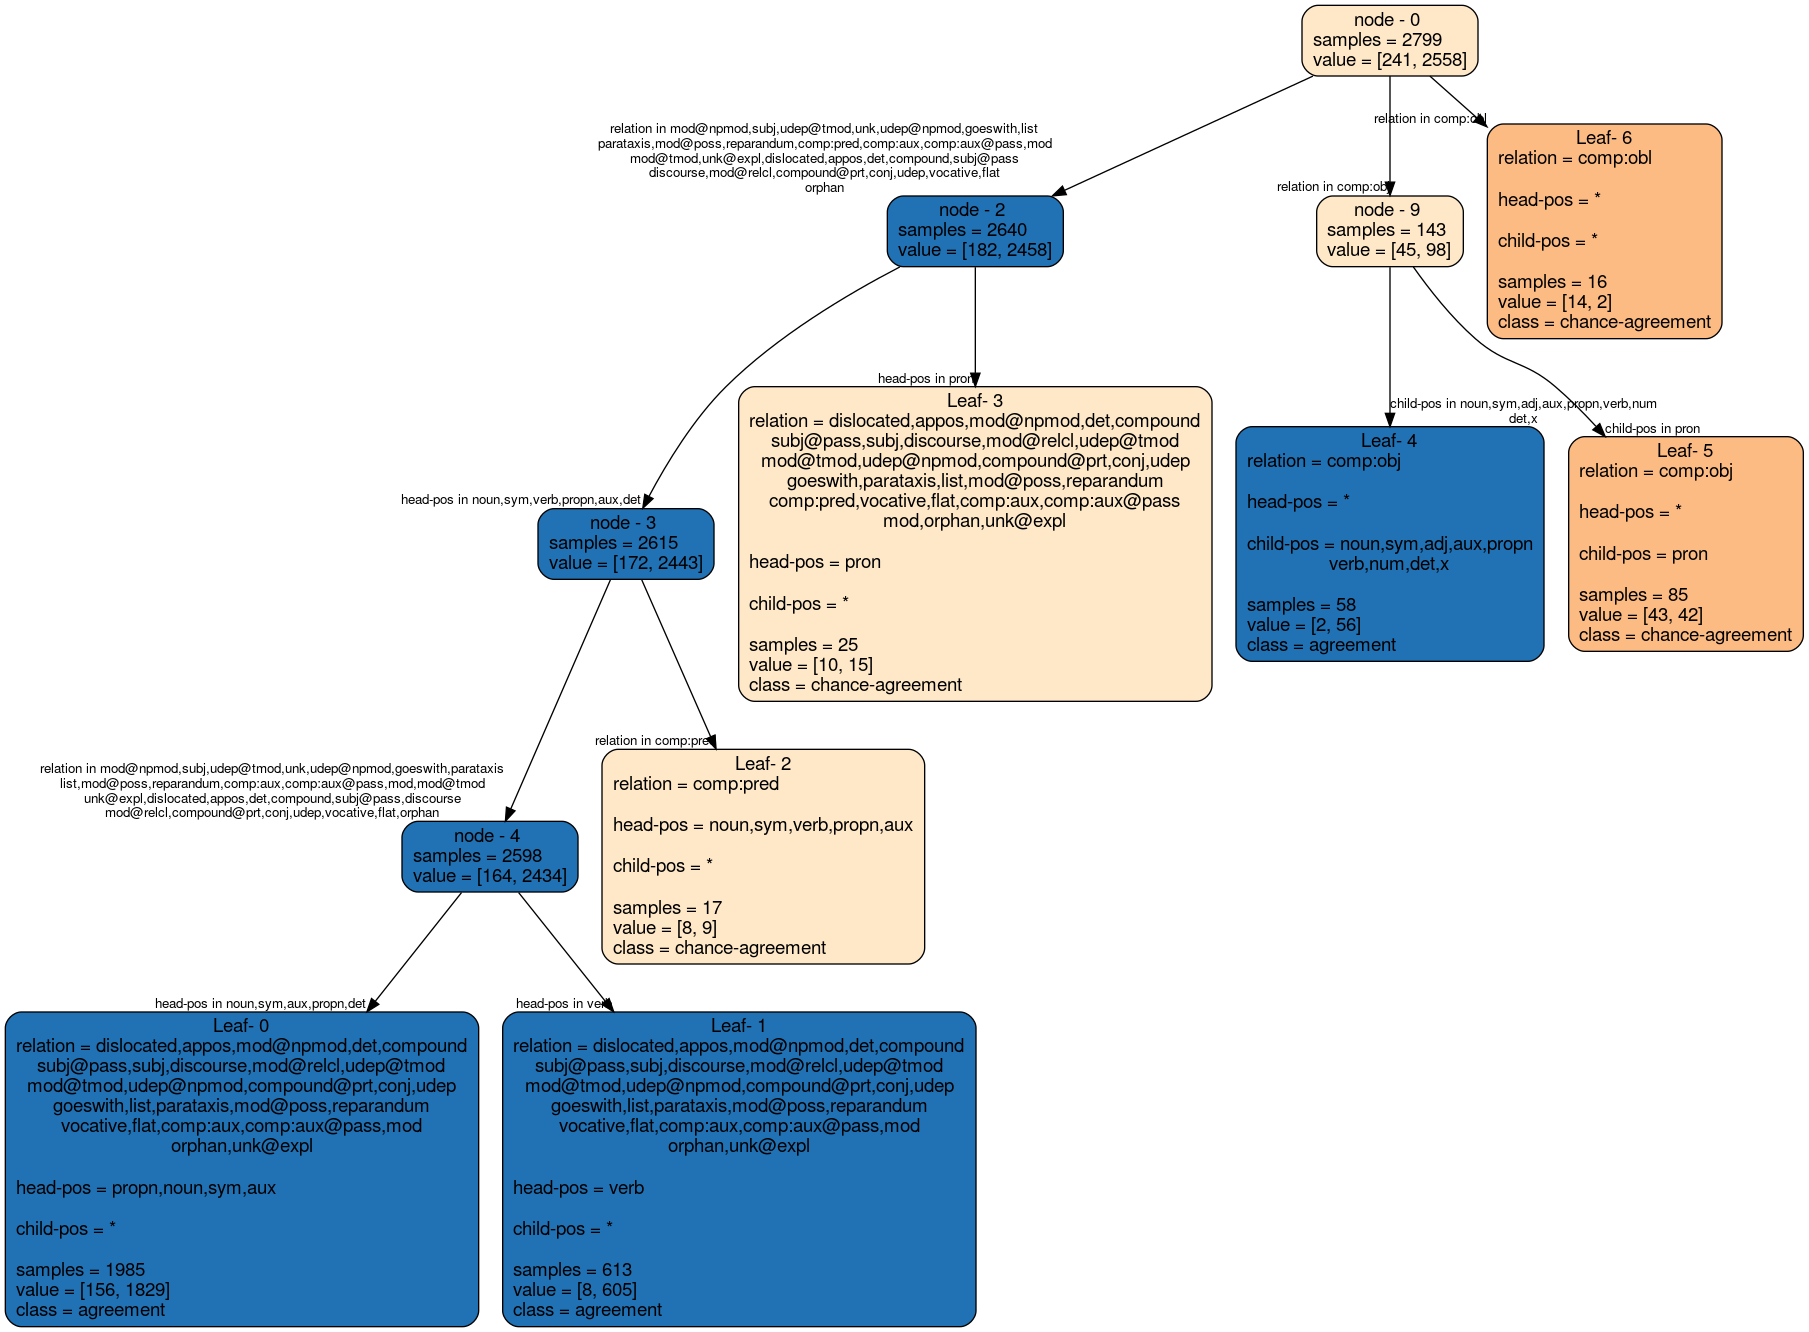 node - 0
samples = 2799
value = [241, 2558]
relation in mod@npmod,subj,udep@tmod,unk,udep@npmod,goeswith,list
parataxis,mod@poss,reparandum,comp:pred,comp:aux,comp:aux@pass,mod
mod@tmod,unk@expl,dislocated,appos,det,compound,subj@pass
discourse,mod@relcl,compound@prt,conj,udep,vocative,flat
orphan
relation in comp:obj
relation in comp:obl
node - 2
samples = 2640
value = [182, 2458]
node - 9
samples = 143
value = [45, 98]
Leaf- 6
relation = comp:obl
head-pos = *
child-pos = *
samples = 16
value = [14, 2]
class = chance-agreement
head-pos in noun,sym,verb,propn,aux,det
head-pos in pron
child-pos in noun,sym,adj,aux,propn,verb,num
det,x
child-pos in pron
node - 3
samples = 2615
value = [172, 2443]
Leaf- 3
relation = dislocated,appos,mod@npmod,det,compound
subj@pass,subj,discourse,mod@relcl,udep@tmod
mod@tmod,udep@npmod,compound@prt,conj,udep
goeswith,parataxis,list,mod@poss,reparandum
comp:pred,vocative,flat,comp:aux,comp:aux@pass
mod,orphan,unk@expl
head-pos = pron
child-pos = *
samples = 25
value = [10, 15]
class = chance-agreement
Leaf- 4
relation = comp:obj
head-pos = *
child-pos = noun,sym,adj,aux,propn
verb,num,det,x
samples = 58
value = [2, 56]
class = agreement
Leaf- 5
relation = comp:obj
head-pos = *
child-pos = pron
samples = 85
value = [43, 42]
class = chance-agreement
relation in mod@npmod,subj,udep@tmod,unk,udep@npmod,goeswith,parataxis
list,mod@poss,reparandum,comp:aux,comp:aux@pass,mod,mod@tmod
unk@expl,dislocated,appos,det,compound,subj@pass,discourse
mod@relcl,compound@prt,conj,udep,vocative,flat,orphan
relation in comp:pred
node - 4
samples = 2598
value = [164, 2434]
Leaf- 2
relation = comp:pred
head-pos = noun,sym,verb,propn,aux
child-pos = *
samples = 17
value = [8, 9]
class = chance-agreement
head-pos in noun,sym,aux,propn,det
head-pos in verb
Leaf- 0
relation = dislocated,appos,mod@npmod,det,compound
subj@pass,subj,discourse,mod@relcl,udep@tmod
mod@tmod,udep@npmod,compound@prt,conj,udep
goeswith,list,parataxis,mod@poss,reparandum
vocative,flat,comp:aux,comp:aux@pass,mod
orphan,unk@expl
head-pos = propn,noun,sym,aux
child-pos = *
samples = 1985
value = [156, 1829]
class = agreement
Leaf- 1
relation = dislocated,appos,mod@npmod,det,compound
subj@pass,subj,discourse,mod@relcl,udep@tmod
mod@tmod,udep@npmod,compound@prt,conj,udep
goeswith,list,parataxis,mod@poss,reparandum
vocative,flat,comp:aux,comp:aux@pass,mod
orphan,unk@expl
head-pos = verb
child-pos = *
samples = 613
value = [8, 605]
class = agreement